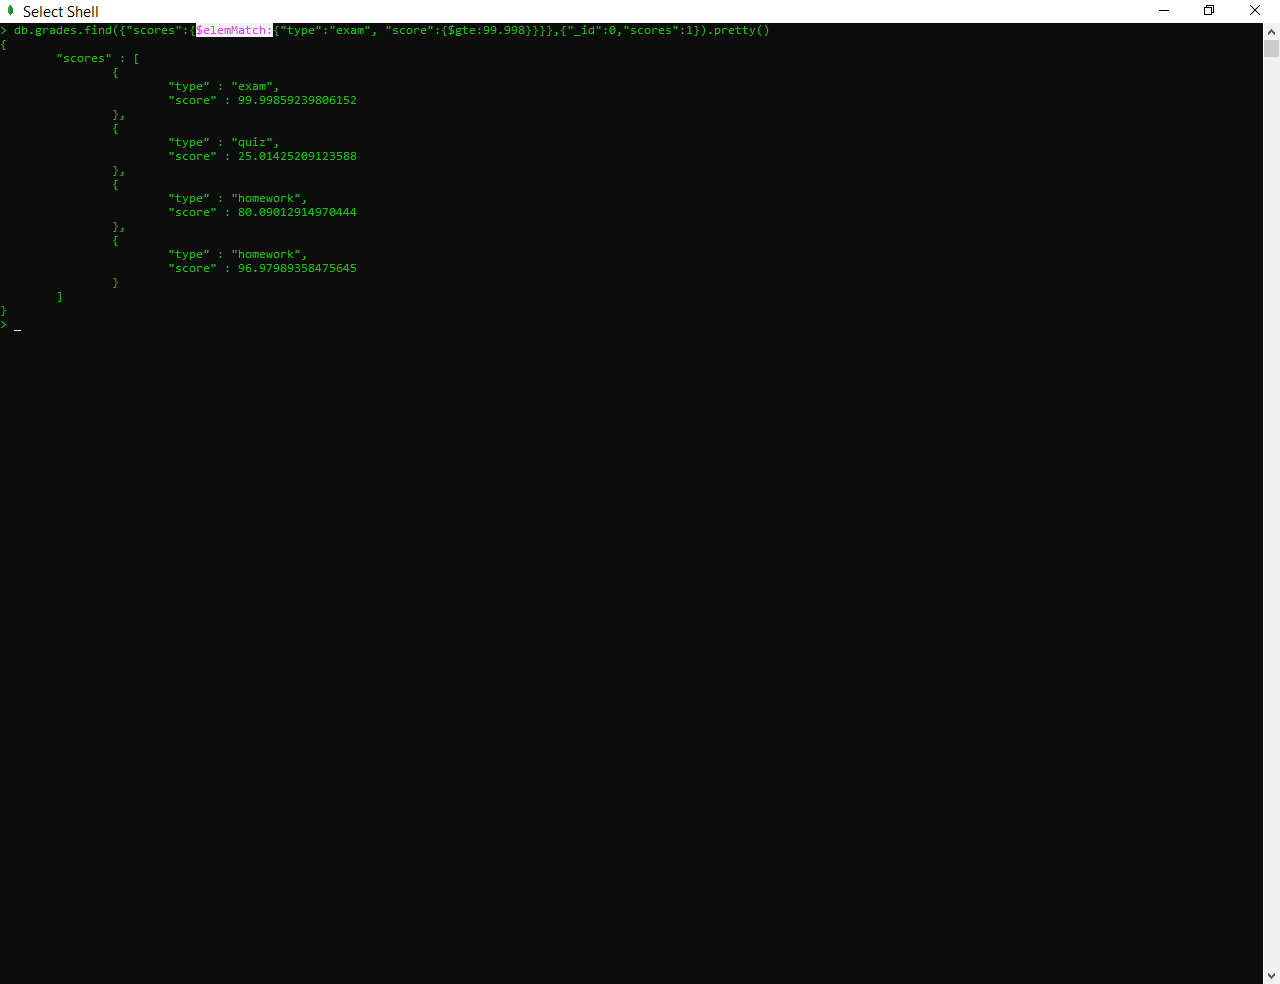 Select Shell
> db.grades.find({"scores":{$elemMatch:{"type":"exam", "score":{$gte:99.998}}}},{"_id":0,"scores":1}).pretty()
{
        "scores" : [
                {
                        "type" : "exam",
                        "score" : 99.99859239806152
                },
                {
                        "type" : "quiz",
                        "score" : 25.01425209123588
                },
                {
                        "type" : "homework",
                        "score" : 80.09012914970444
                },
                {
                        "type" : "homework",
                        "score" : 96.97989358475645
                }
        ]
}
> _